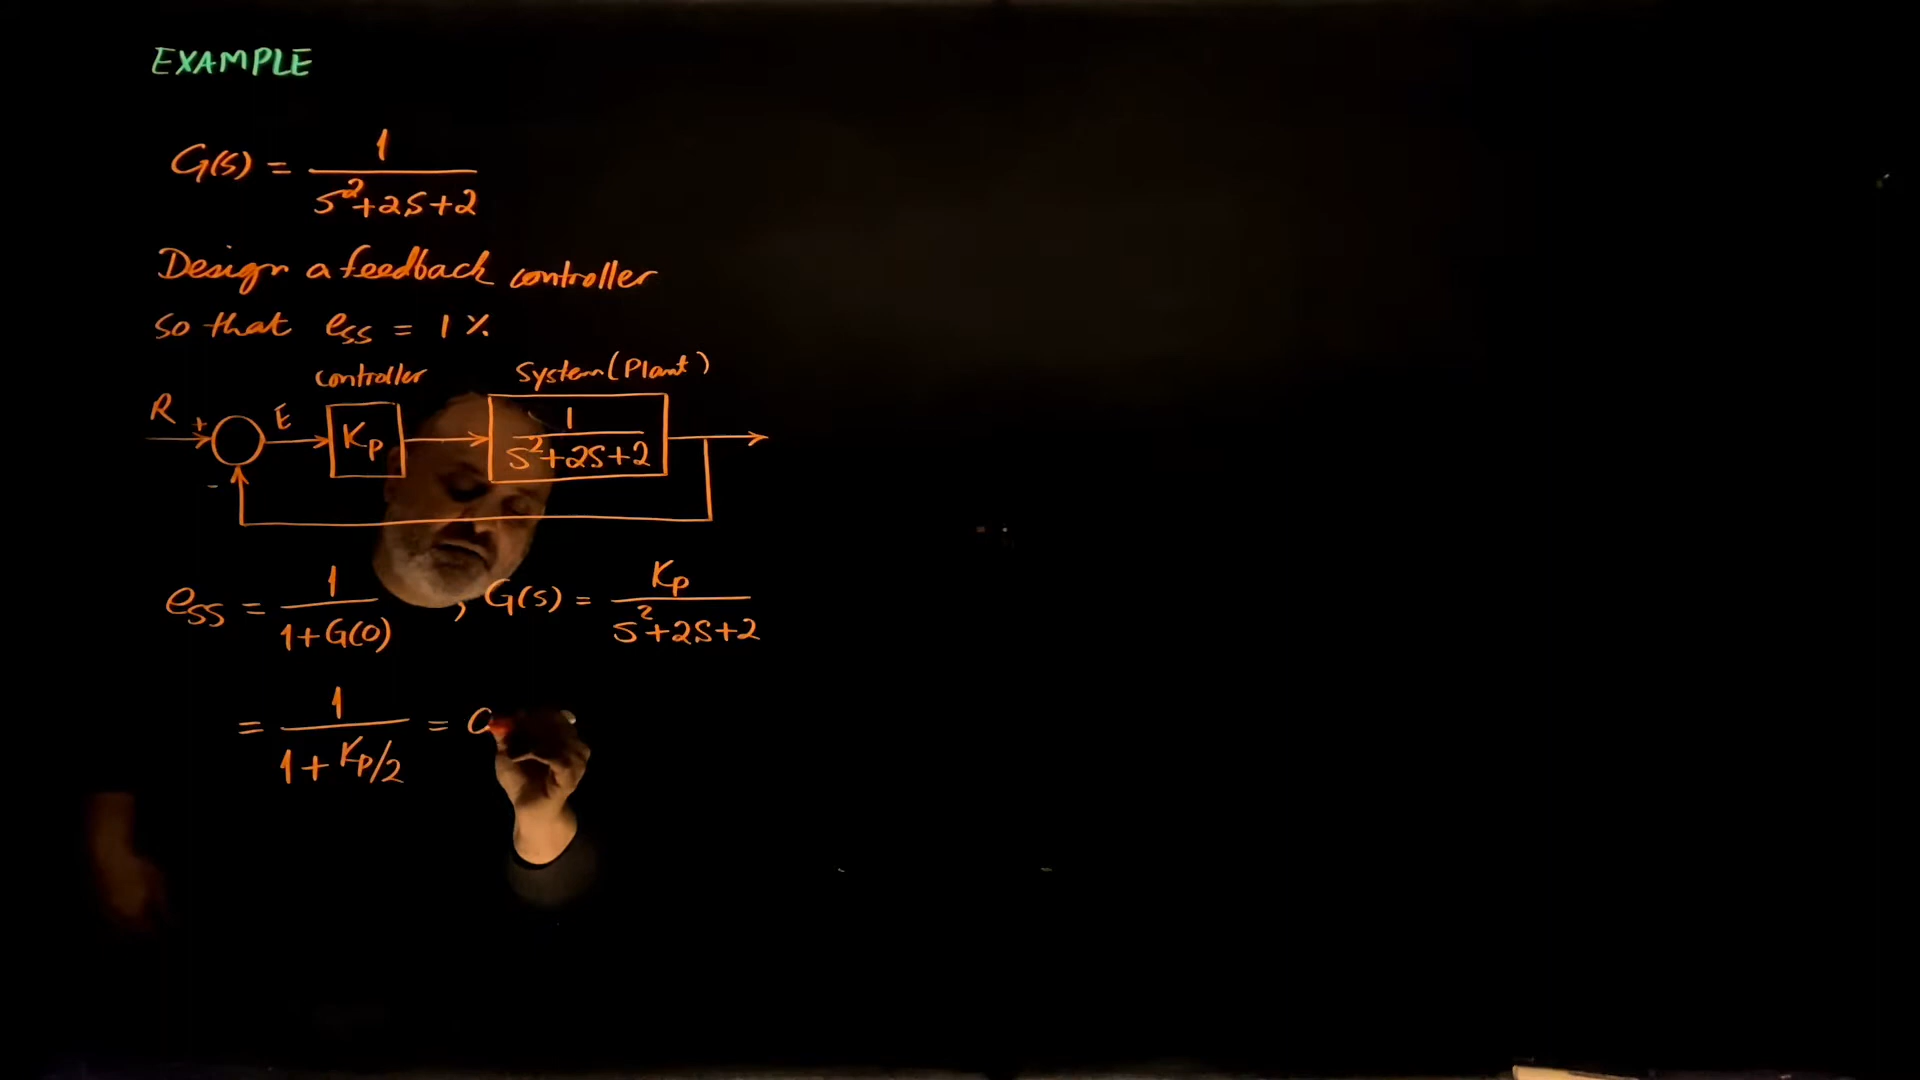 EXAMPLE
G(s) = 1 / (s²+2s+2)
Design a feedback controller
so that ess = 1 %
controller System (Plant)
R + E Kp 1 / (s²+2s+2)
-
ess = 1 / (1+G(0)) , G(s) = Kp / (s²+2s+2)
= 1 / (1+Kp/2) = 0